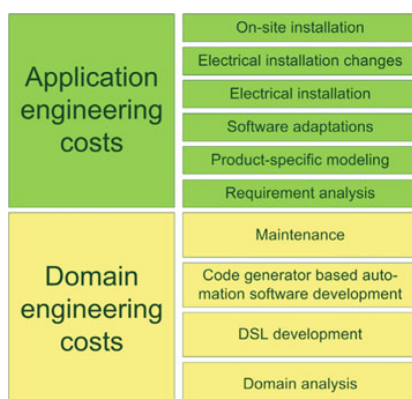 Application
engineering
costs
On-site installation
Electrical installation changes
Electrical installation
Software adaptations
Product-specific modeling
Requirement analysis
Domain
engineering
costs
Maintenance
Code generator based auto-
mation software development
DSL development
Domain analysis